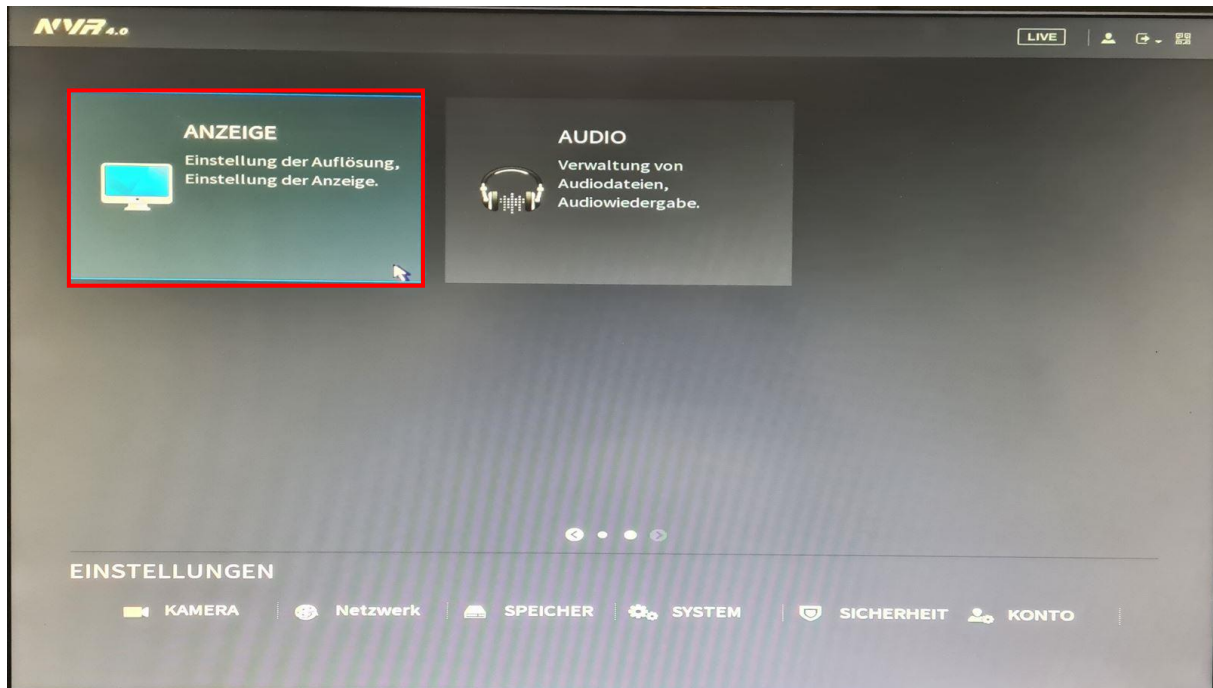 NVR 4.0
LIVE
ANZEIGE
Einstellung der Auflösung,
Einstellung der Anzeige.
AUDIO
Verwaltung von
Audiodateien,
Audiowiedergabe.
EINSTELLUNGEN
KAMERA Netzwerk SPEICHER SYSTEM SICHERHEIT KONTO